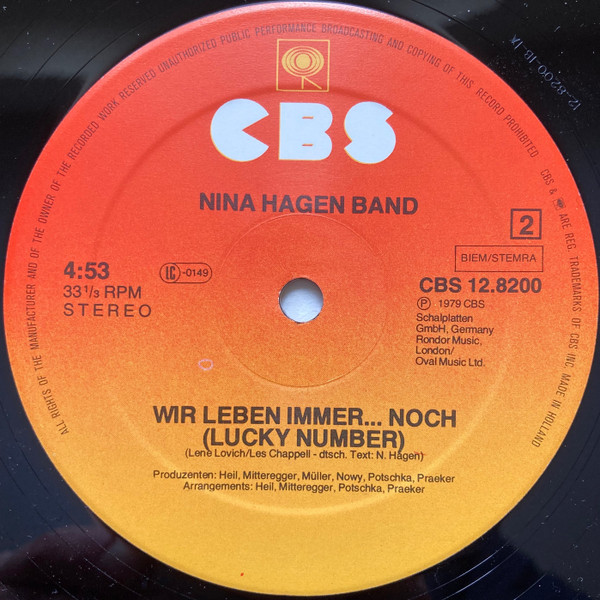 ALL RIGHTS OF THE MANUFACTURER AND OF THE OWNER OF THE RECORDED WORK RESERVED UNAUTHORIZED PUBLIC PERFORMANCE BROADCASTING AND COPYING OF THIS RECORD PROHIBITED
CBS & ARE REG. TRADEMARKS OF CBS INC. MADE IN HOLLAND
CBS
NINA HAGEN BAND
2
4:53
LC-0149
BIEM/STEMRA
33 1/3 RPM
STEREO
CBS 12.8200
Ⓟ 1979 CBS
Schalplatten
GmbH, Germany
Rondor Music,
London/
Oval Music Ltd.
WIR LEBEN IMMER... NOCH
(LUCKY NUMBER)
(Lene Lovich/Les Chappell - dtsch. Text: N. Hagen)
Produzenten: Heil, Mitteregger, Müller, Nowy, Potschka, Praeker
Arrangements: Heil, Mitteregger, Potschka, Praeker